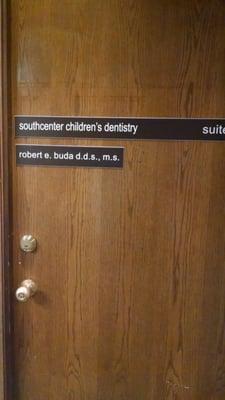 southcenter children's dentistry suite
robert e. buda d.d.s., m.s.